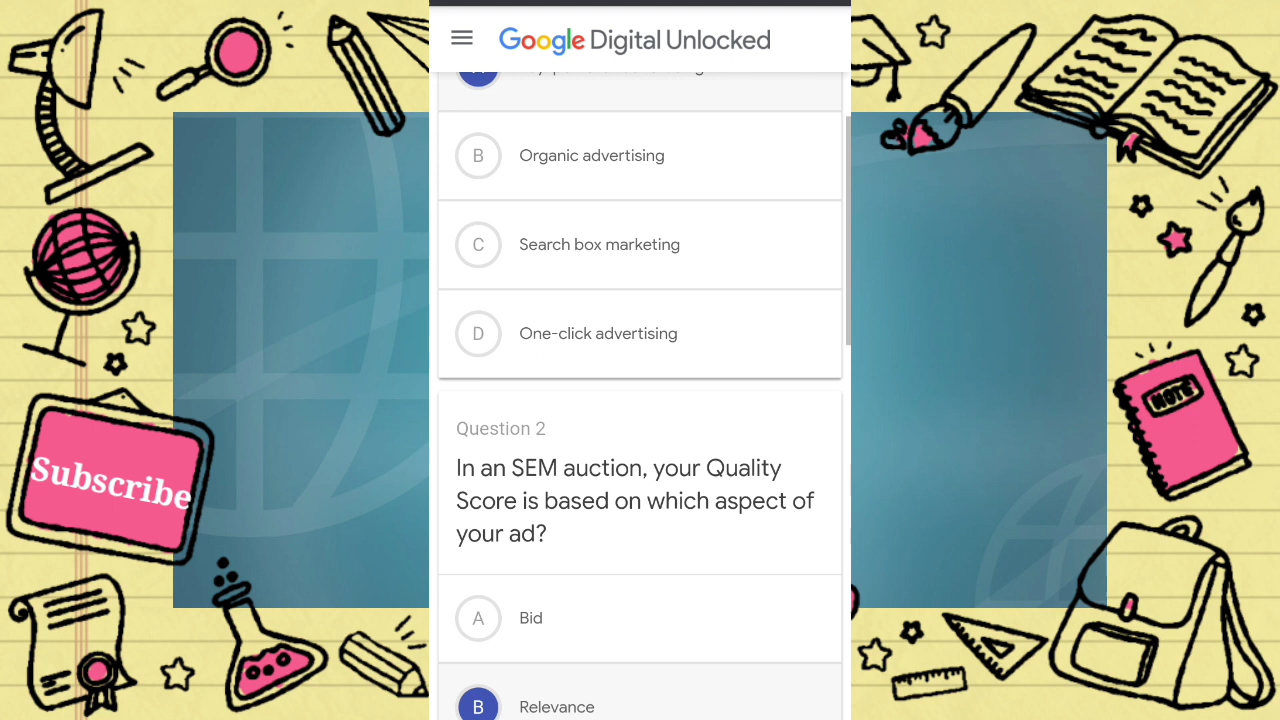 Google Digital Unlocked
B Organic advertising
C Search box marketing
D One-click advertising
Question 2
In an SEM auction, your Quality
Score is based on which aspect of
your ad?
A Bid
B Relevance
Subscribe
NOTE